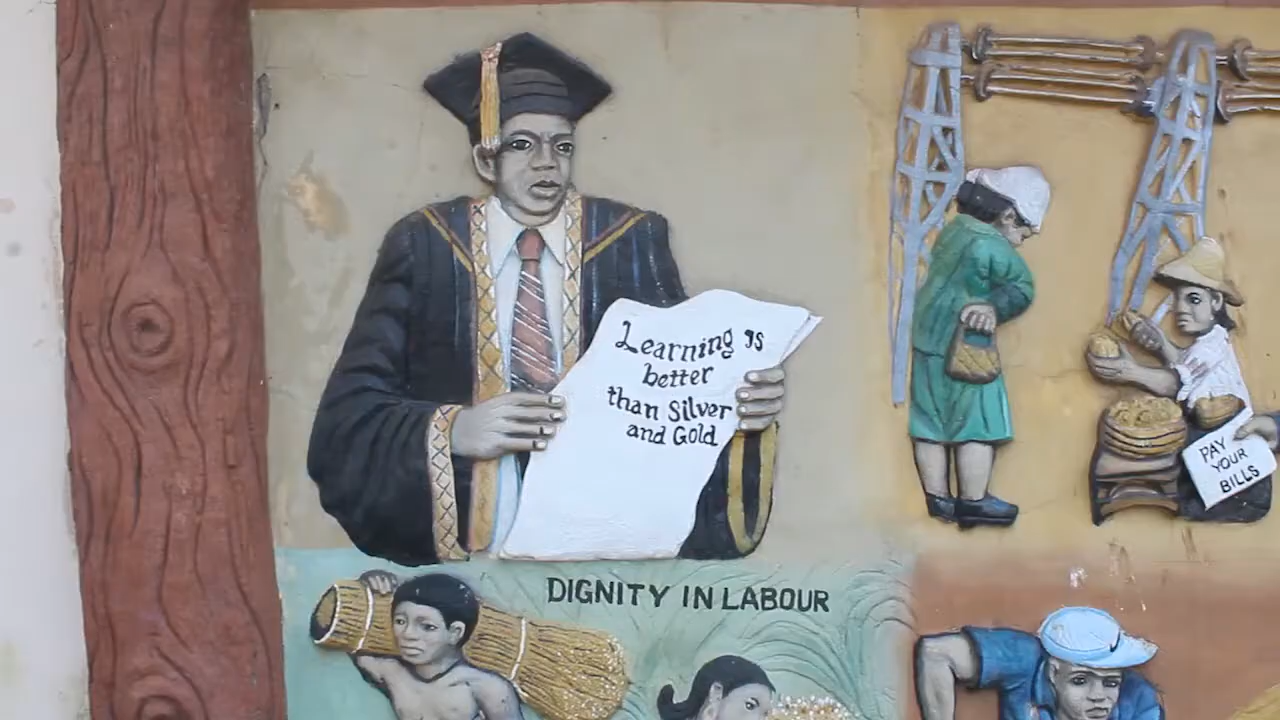 Learning is
better
than Silver
and Gold
PAY
YOUR
BILLS
DIGNITY IN LABOUR